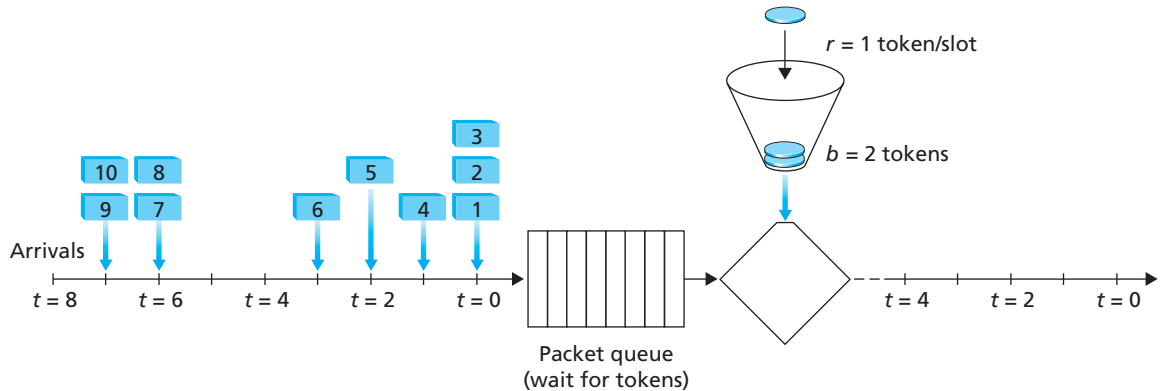 r = 1 token/slot
b = 2 tokens
3
10 8 5 2
9 7 6 4 1
Arrivals
t = 8 t = 6 t = 4 t = 2 t = 0 t = 4 t = 2 t = 0
Packet queue
(wait for tokens)